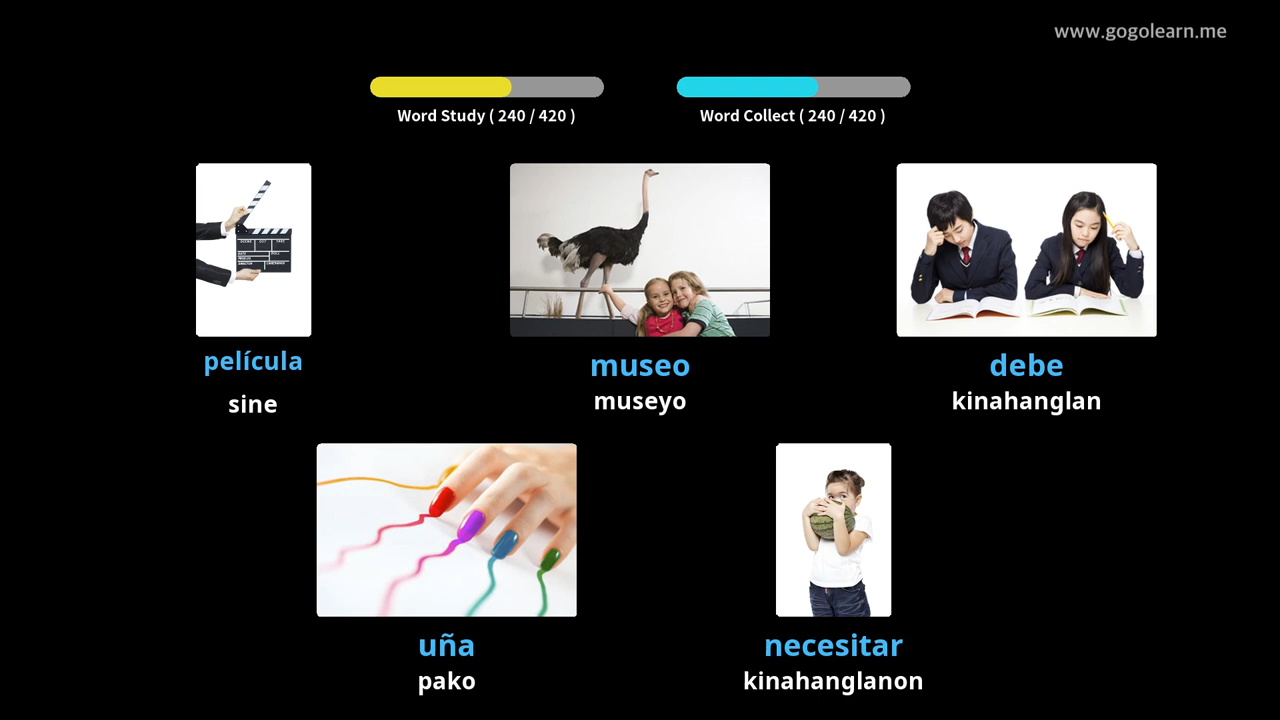 www.gogolearn.me
Word Study ( 240 / 420 )
Word Collect ( 240 / 420 )
película
sine
museo
museyo
debe
kinahanglan
uña
pako
necesitar
kinahanglanon